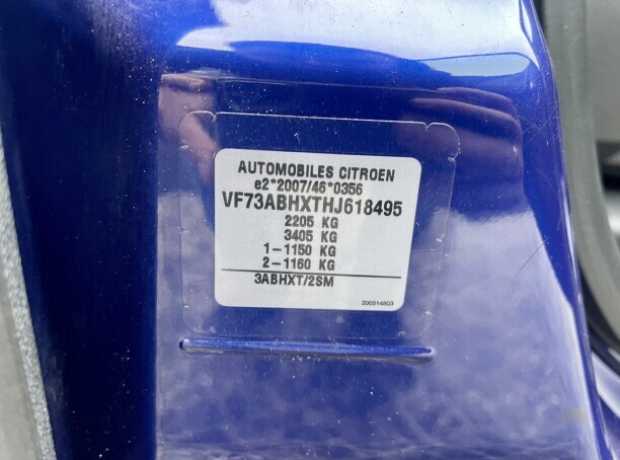 AUTOMOBILES CITROEN
e2*2007/46*0356
VF73ABHXTHJ618495
2205 KG
3405 KG
1-1150 KG
2-1160 KG
3ABHXT/2SM